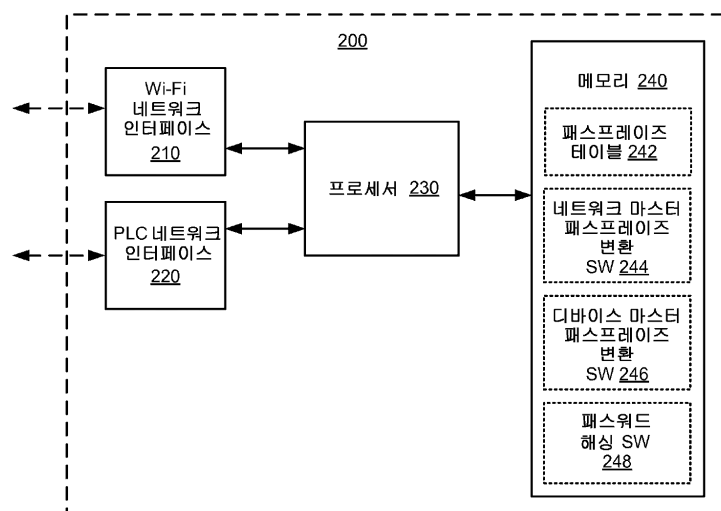 200
Wi-Fi
네트워크
인터페이스
210
PLC 네트워크
인터페이스
220
프로세서 230
메모리 240
패스프레이즈
테이블 242
네트워크 마스터
패스프레이즈
변환
SW 244
디바이스 마스터
패스프레이즈
변환
SW 246
패스워드
해싱 SW
248